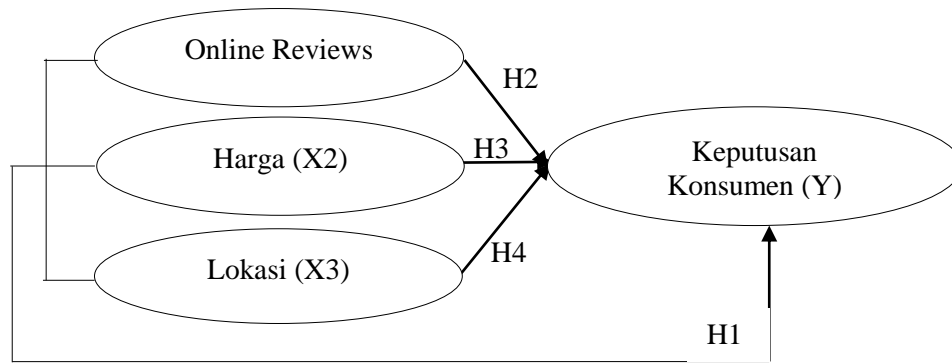 Online Reviews
H2
Harga (X2)
H3
Keputusan
Konsumen (Y)
H4
Lokasi (X3)
H1